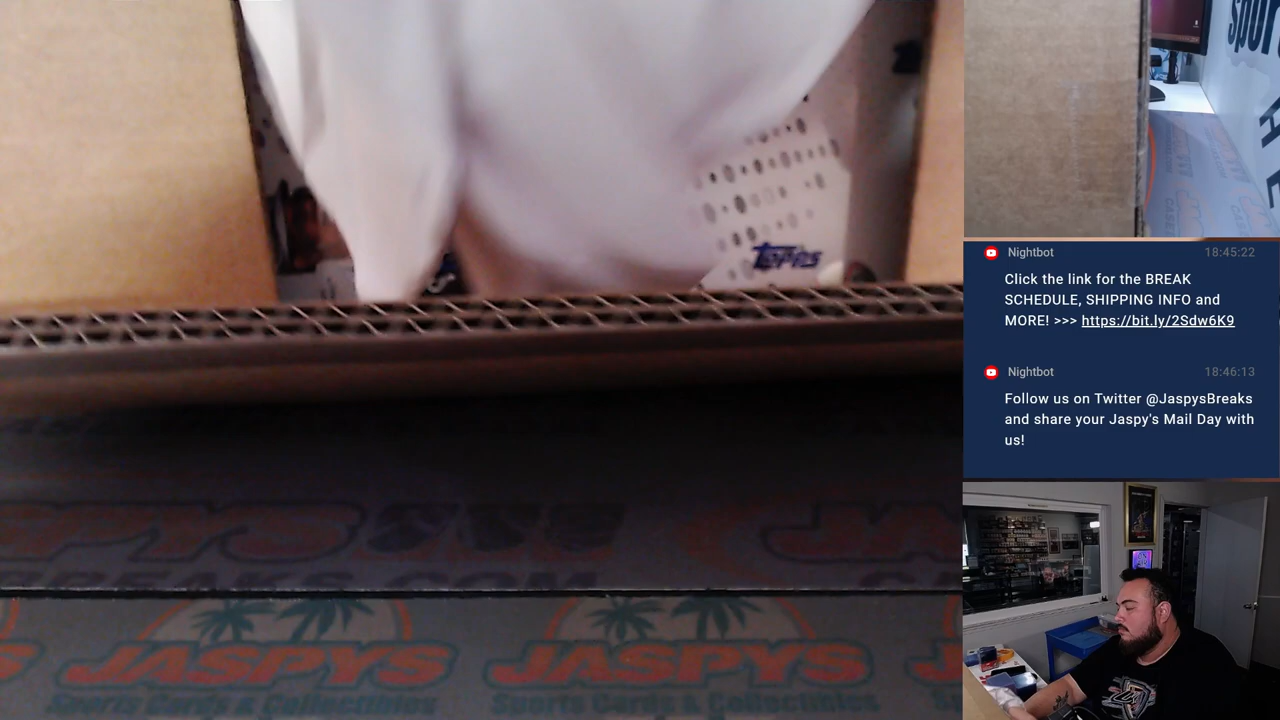 TOPPS
spor
Nightbot 18:45:22
Click the link for the BREAK
SCHEDULE, SHIPPING INFO and
MORE! >>> https://bit.ly/2Sdw6K9
Nightbot 18:46:13
Follow us on Twitter @JaspysBreaks
and share your Jaspy's Mail Day with
us!
JASPYS JASPYS
Sports Cards & Collectibles Sports Cards & Collectibles